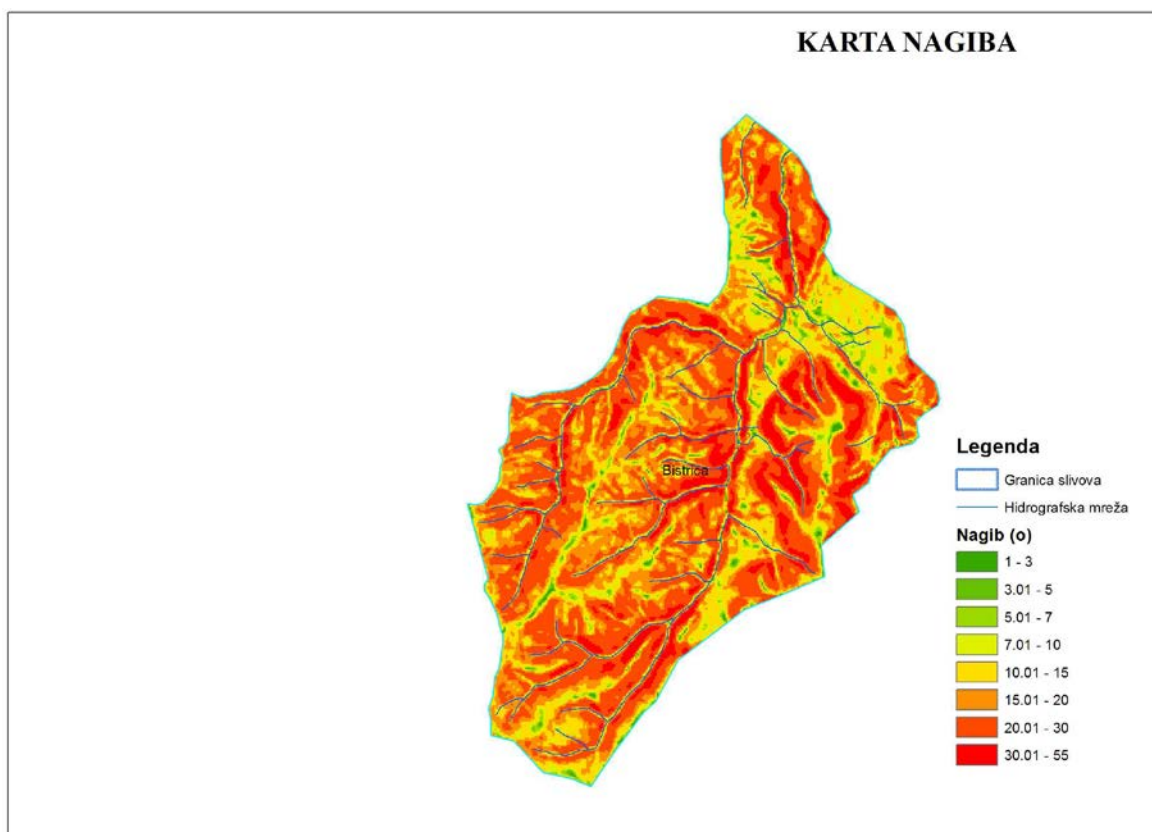 KARTA NAGIBA
Bistrica
Legenda
Granica slivova
Hidrografska mreža
Nagib (o)
1 - 3
3.01 - 5
5.01 - 7
7.01 - 10
10.01 - 15
15.01 - 20
20.01 - 30
30.01 - 55